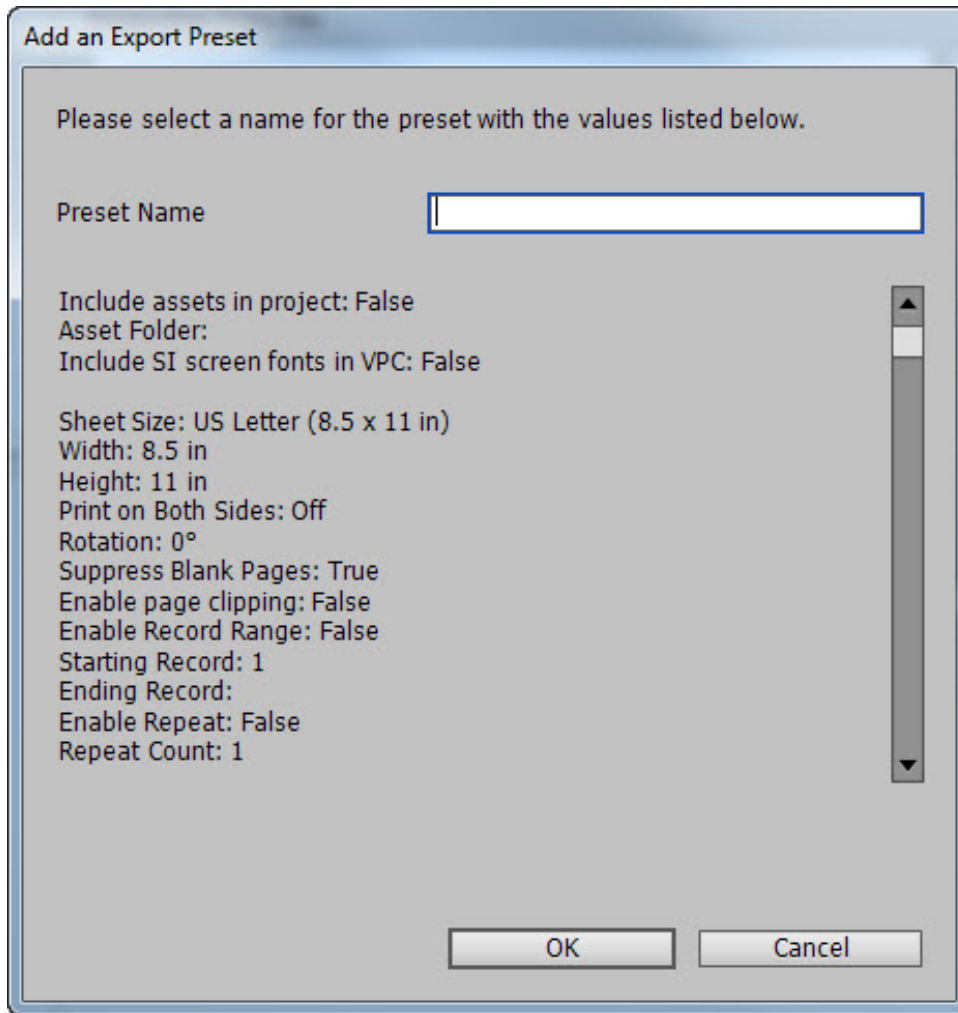 Add an Export Preset
Please select a name for the preset with the values listed below.
Preset Name
Include assets in project: False
Asset Folder:
Include SI screen fonts in VPC: False
Sheet Size: US Letter (8.5 x 11 in)
Width: 8.5 in
Height: 11 in
Print on Both Sides: Off
Rotation: 0°
Suppress Blank Pages: True
Enable page clipping: False
Enable Record Range: False
Starting Record: 1
Ending Record:
Enable Repeat: False
Repeat Count: 1
OK
Cancel